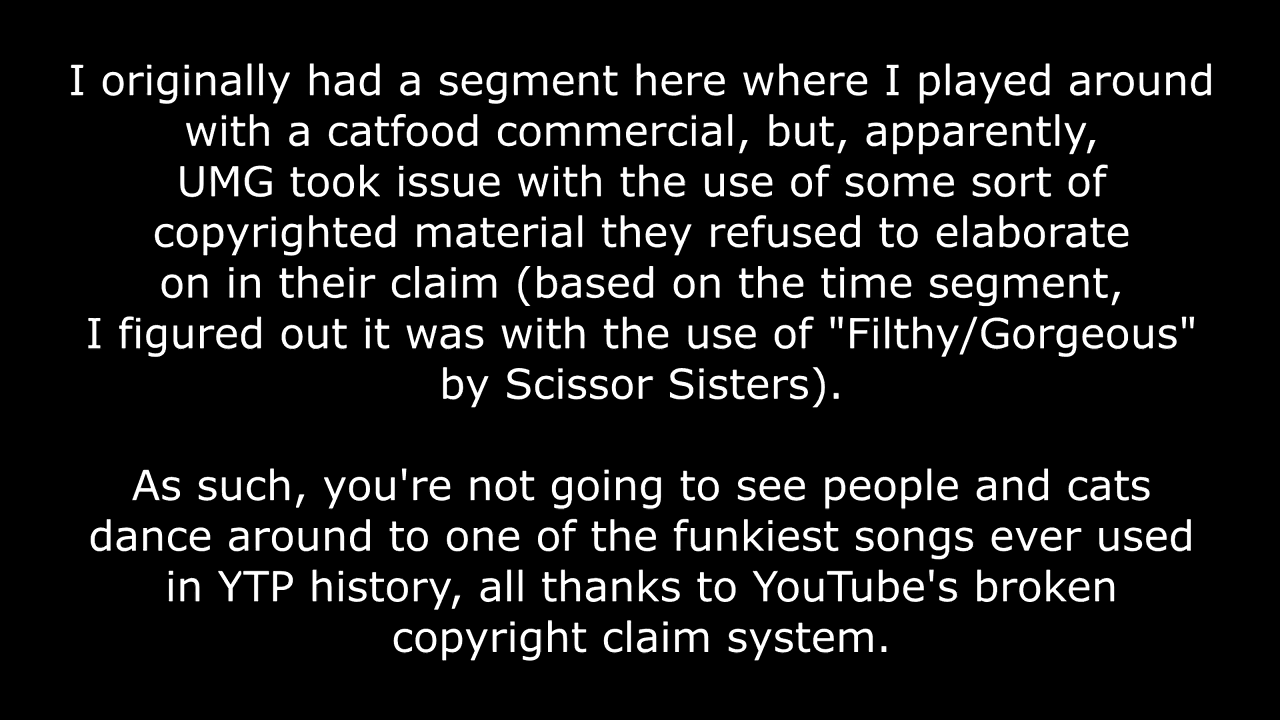 I originally had a segment here where I played around
with a catfood commercial, but, apparently,
UMG took issue with the use of some sort of
copyrighted material they refused to elaborate
on in their claim (based on the time segment,
I figured out it was with the use of "Filthy/Gorgeous"
by Scissor Sisters).
As such, you're not going to see people and cats
dance around to one of the funkiest songs ever used
in YTP history, all thanks to YouTube's broken
copyright claim system.